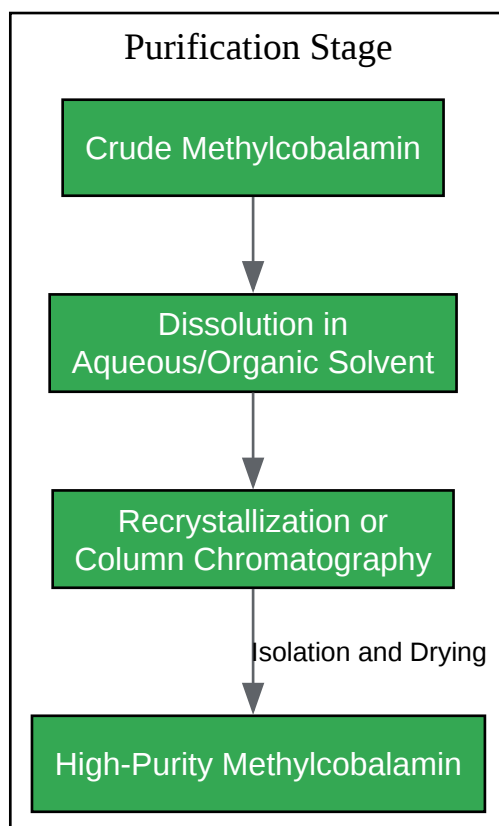 Purification Stage
Crude Methylcobalamin
Dissolution in
Aqueous/Organic Solvent
Recrystallization or
Column Chromatography
Isolation and Drying
High-Purity Methylcobalamin